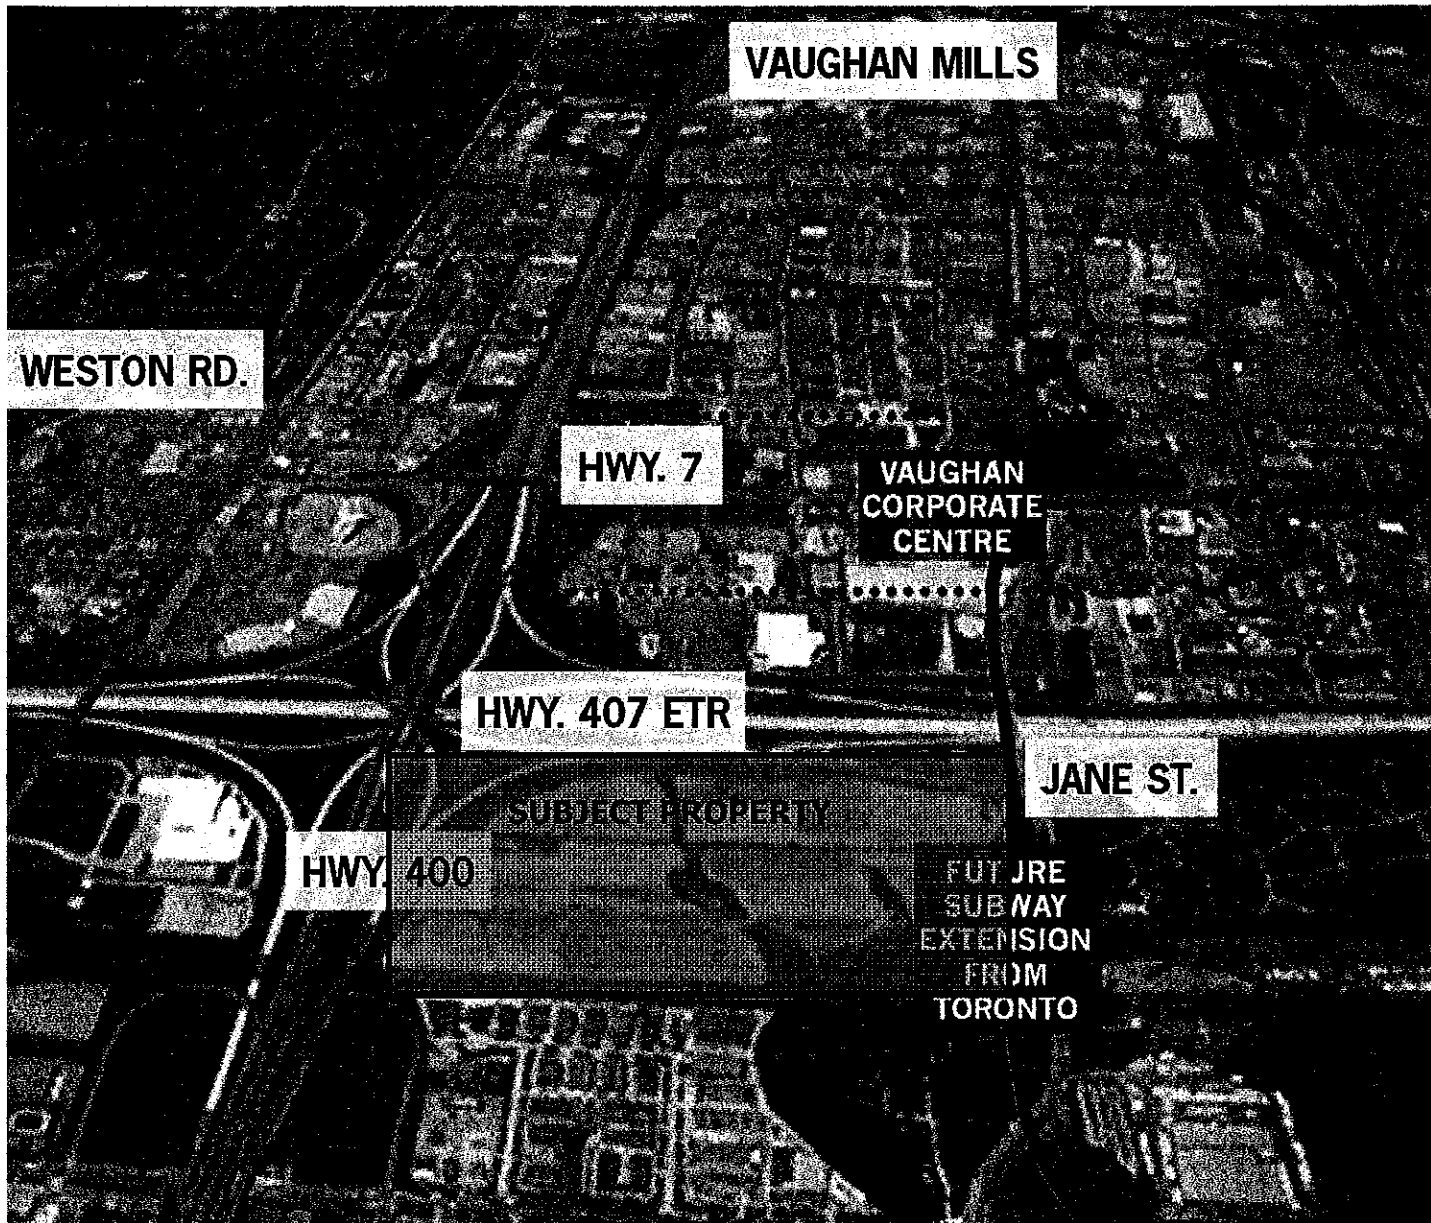 VAUGHAN MILLS
WESTON RD.
HWY. 7
VAUGHAN
CORPORATE
CENTRE
HWY. 407 ETR
JANE ST.
SUBJECT PROPERTY
HWY. 400
FUTURE
SUBWAY
EXTENSION
FROM
TORONTO